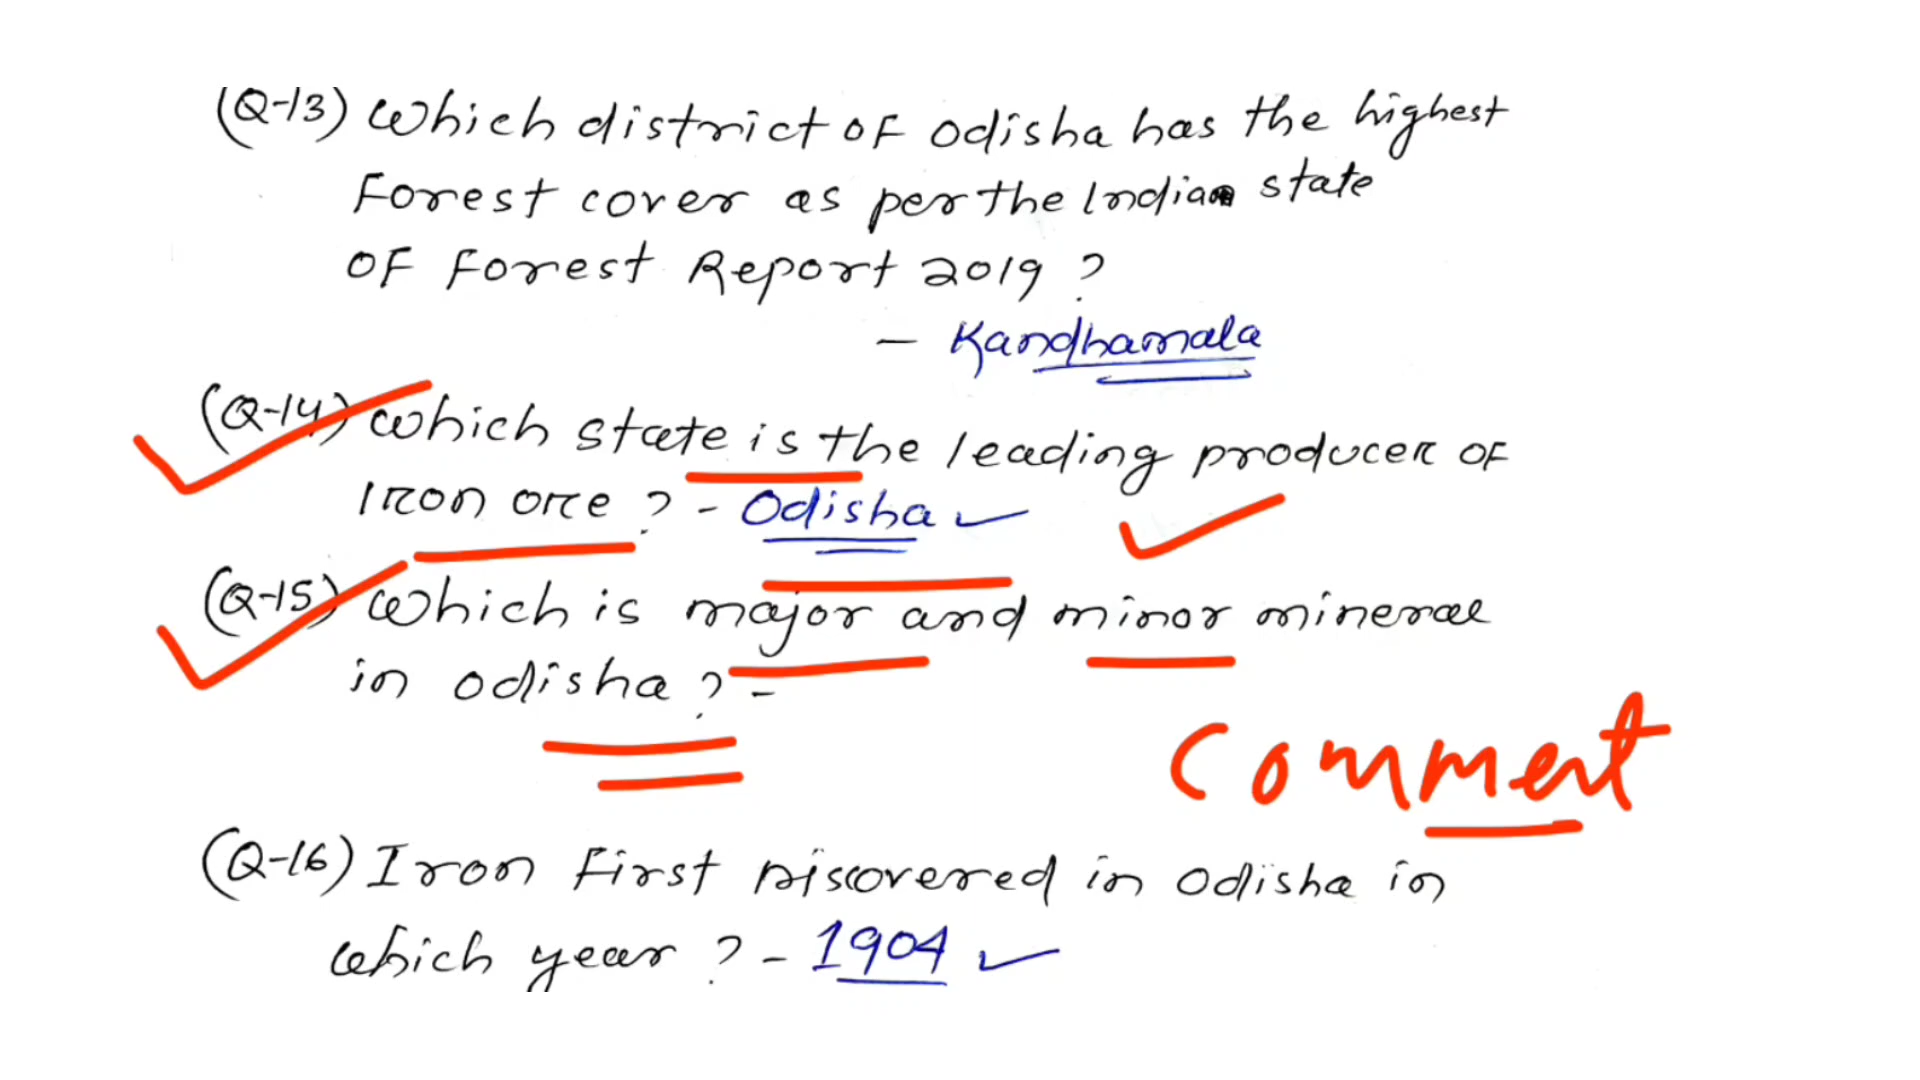 (Q-13) Which district of Odisha has the highest
Forest cover as per the Indian state
of Forest Report 2019 ?
- Kandhamala
(Q-14) Which state is the leading producer of
Iron ore ? - Odisha
(Q-15) Which is major and minor mineral
in odisha ? -
Comment
(Q-16) Iron First Discovered in Odisha in
which year ? - 1904